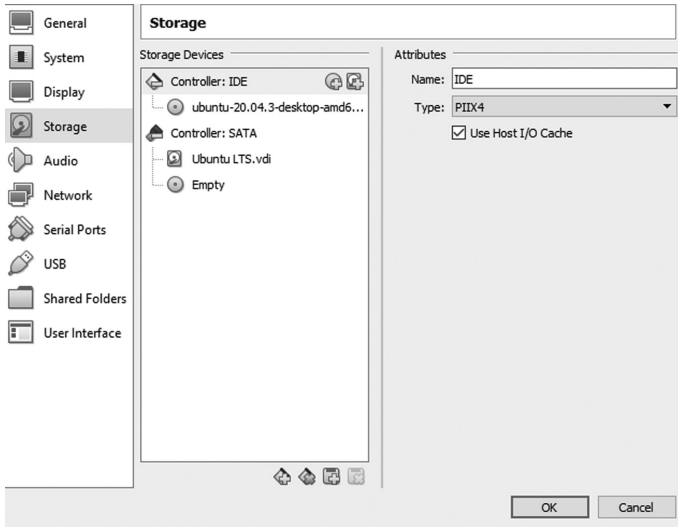 General
System
Display
Storage
Audio
Network
Serial Ports
USB
Shared Folders
User Interface
Storage
Storage Devices
Controller: IDE
ubuntu-20.04.3-desktop-amd6...
Controller: SATA
Ubuntu LTS.vdi
Empty
Attributes
Name: IDE
Type: PIIX4
Use Host I/O Cache
OK Cancel